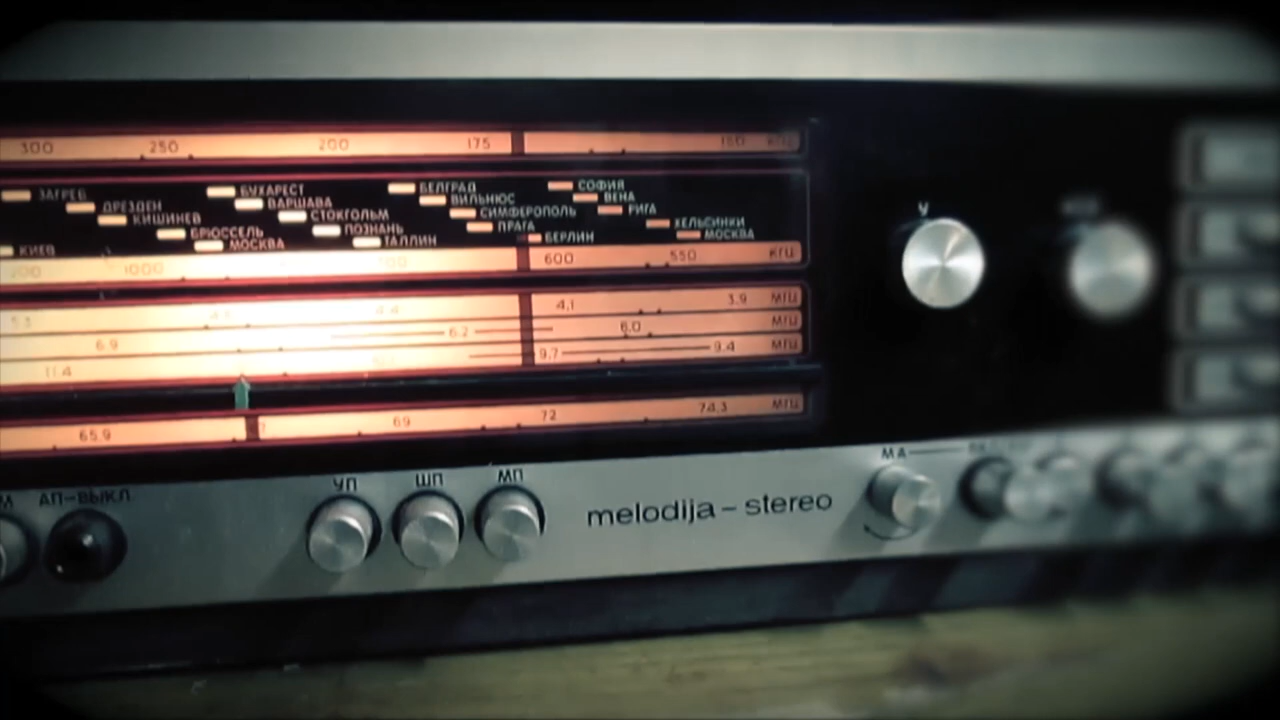 300 250 200 175 150 КГЦ
ЗАГРЕБ БУХАРЕСТ БЕЛГРАД СОФИЯ
ДРЕЗДЕН ВАРШАВА ВИЛЬНЮС ВЕНА
КИШИНЕВ СТОКГОЛЬМ СИМФЕРОПОЛЬ РИГА
БРЮССЕЛЬ ПОЗНАНЬ ПРАГА ХЕЛЬСИНКИ
КИЕВ МОСКВА ТАЛЛИН БЕРЛИН МОСКВА
1000 600 550 КГЦ
4,1 3,9 МГЦ
6,9 6,2 6,0 МГЦ
11,4 9,7 9,4 МГЦ
65,9 69 72 74,3 МГЦ
У
АП-ВЫКЛ УП ШП МП
melodija - stereo
МА